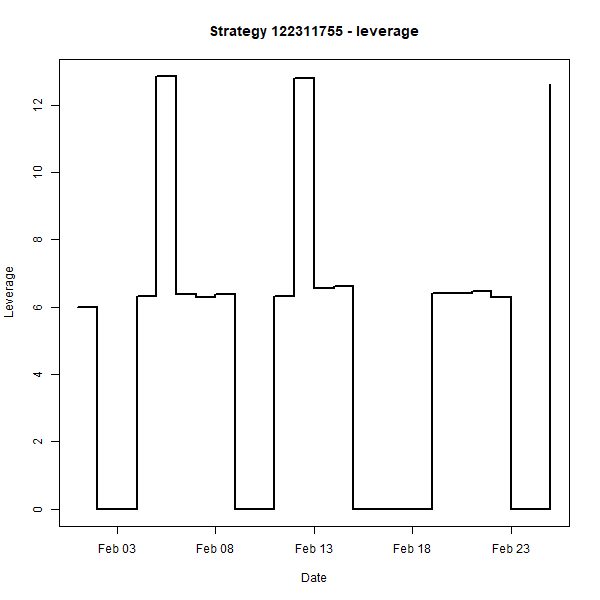 Strategy 122311755 - leverage
Leverage
12
10
8
6
4
2
0
Feb 03
Feb 08
Feb 13
Feb 18
Feb 23
Date